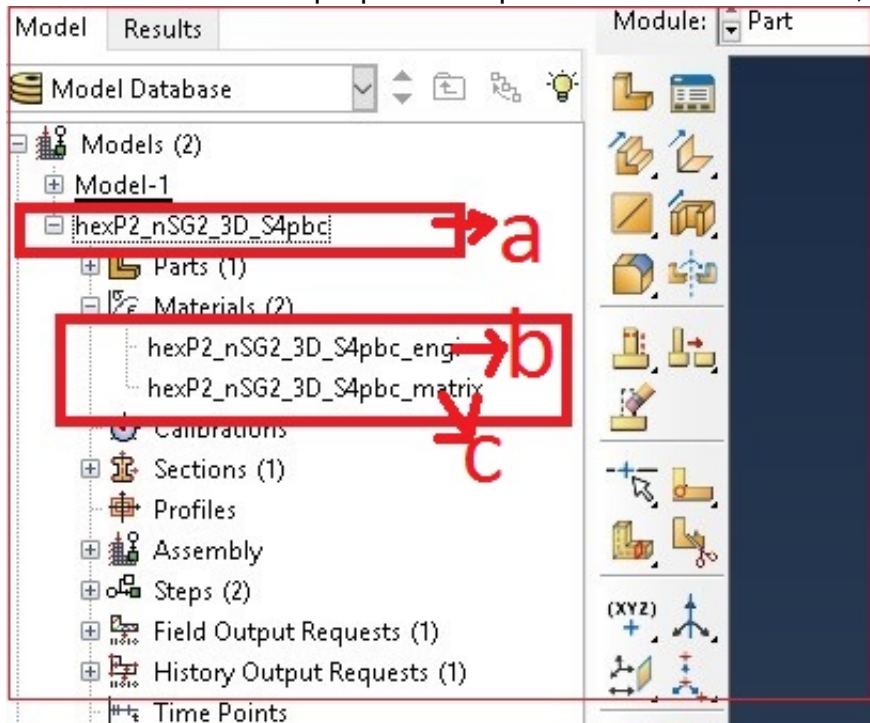 Model Results
Module: Part
Model Database
Models (2)
Model-1
hexP2_nSG2_3D_S4pbc
a
Parts (1)
Materials (2)
hexP2_nSG2_3D_S4pbc_engi
b
hexP2_nSG2_3D_S4pbc_matrix
c
Calibrations
Sections (1)
Profiles
Assembly
Steps (2)
(XYZ)
Field Output Requests (1)
History Output Requests (1)
Time Points